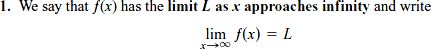 1. We say that f(x) has the limit L as x approaches infinity and write
lim f(x) = L
x→∞